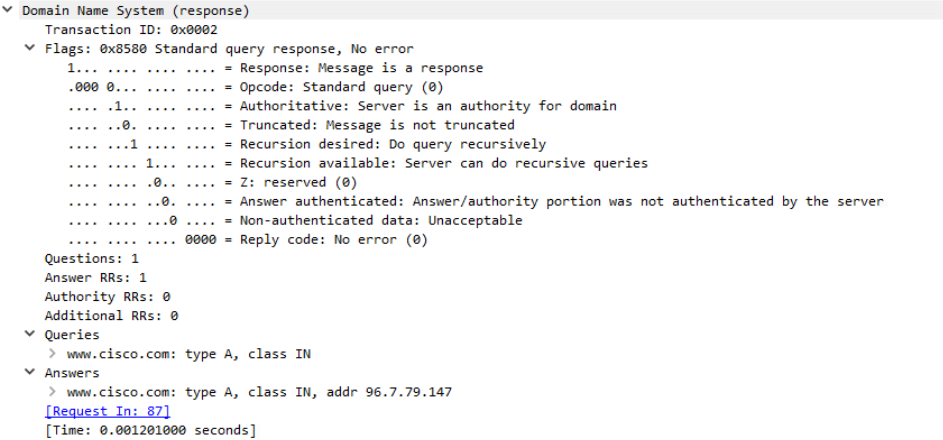 Domain Name System (response)
Transaction ID: 0x0002
Flags: 0x8580 Standard query response, No error
1... .... .... .... = Response: Message is a response
.000 0... .... .... = Opcode: Standard query (0)
.... .1.. .... .... = Authoritative: Server is an authority for domain
.... ..0. .... .... = Truncated: Message is not truncated
.... ...1 .... .... = Recursion desired: Do query recursively
.... .... 1... .... = Recursion available: Server can do recursive queries
.... .... .0.. .... = Z: reserved (0)
.... .... ..0. .... = Answer authenticated: Answer/authority portion was not authenticated by the server
.... .... ...0 .... = Non-authenticated data: Unacceptable
.... .... .... 0000 = Reply code: No error (0)
Questions: 1
Answer RRs: 1
Authority RRs: 0
Additional RRs: 0
Queries
www.cisco.com: type A, class IN
Answers
www.cisco.com: type A, class IN, addr 96.7.79.147
[Request In: 87]
[Time: 0.001201000 seconds]